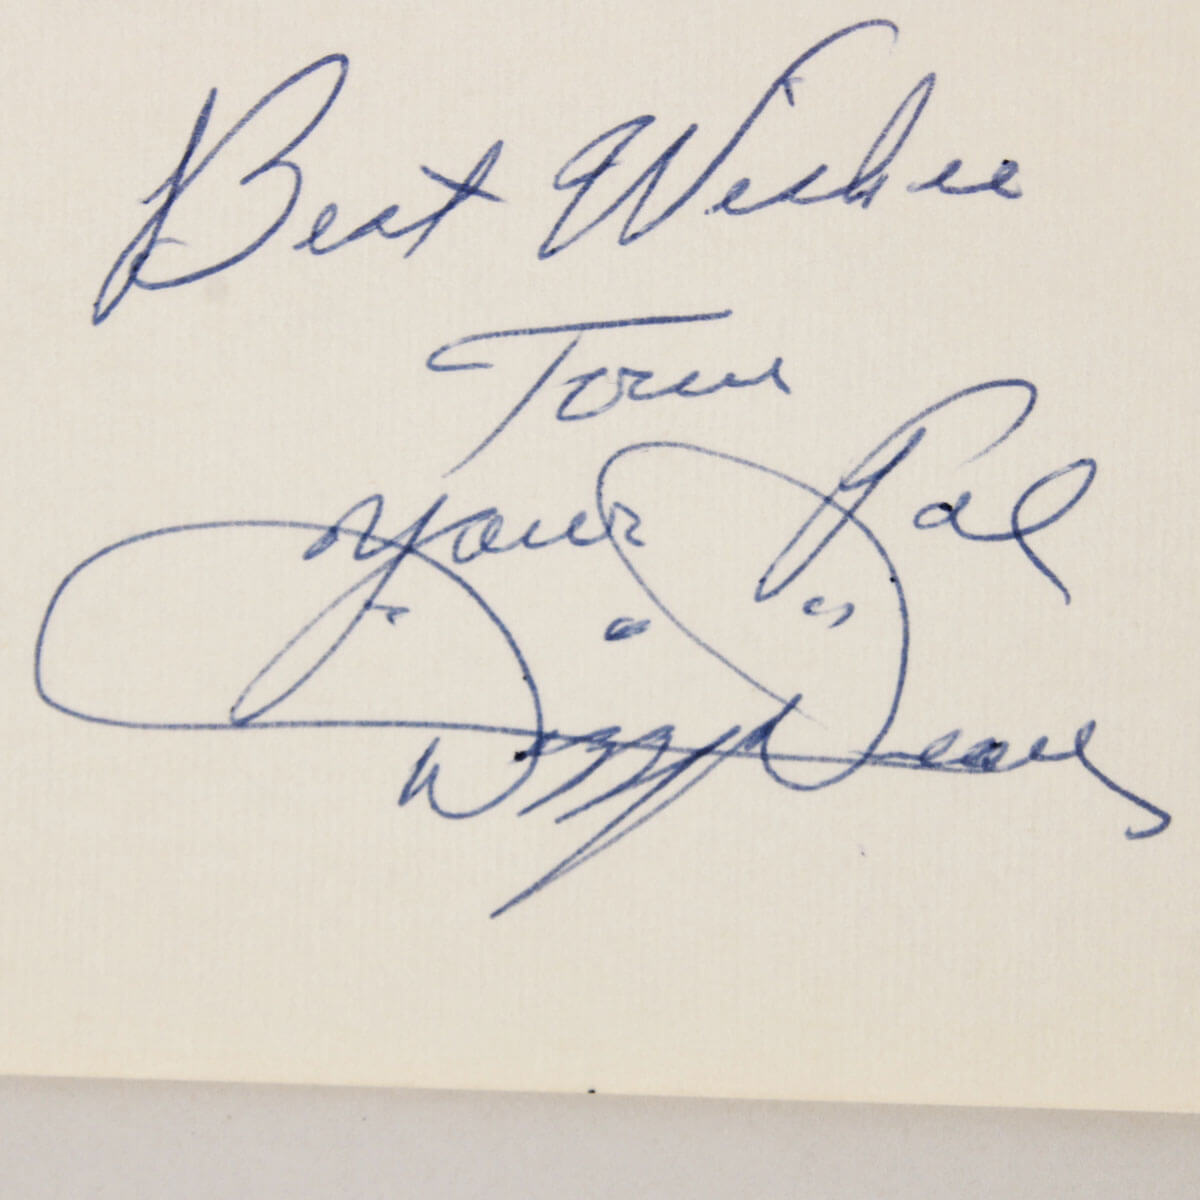 Best Wishes
Tom
Your Pal
Dizzy Dean